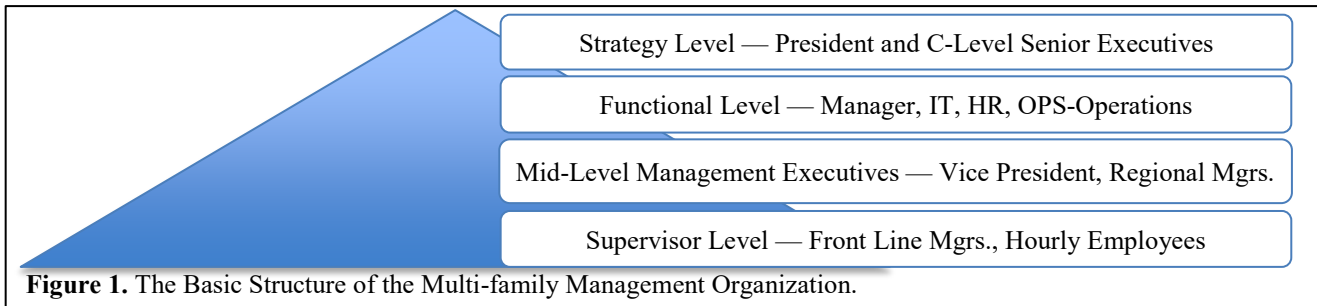 Strategy Level — President and C-Level Senior Executives
Functional Level — Manager, IT, HR, OPS-Operations
Mid-Level Management Executives — Vice President, Regional Mgrs.
Supervisor Level — Front Line Mgrs., Hourly Employees
Figure 1. The Basic Structure of the Multi-family Management Organization.